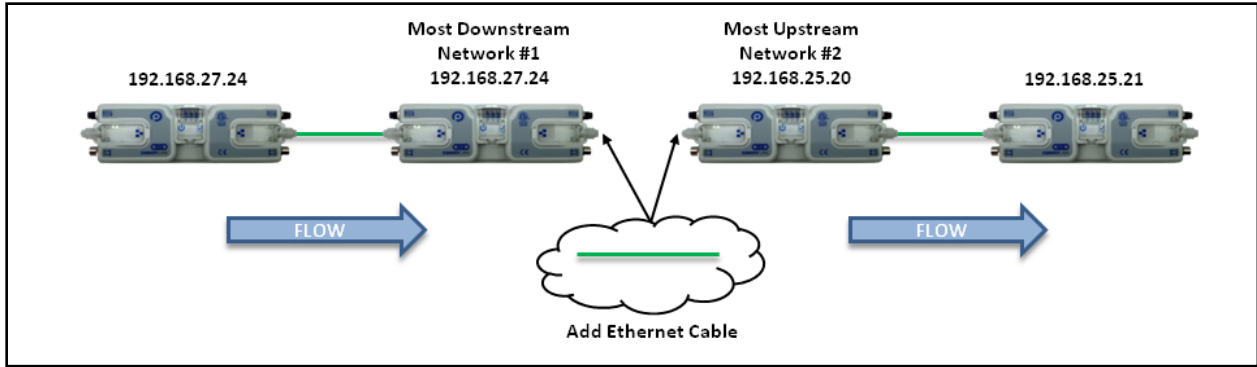 Most Downstream
Network #1
192.168.27.24
Most Upstream
Network #2
192.168.25.20
192.168.27.24
192.168.25.21
FLOW
FLOW
Add Ethernet Cable